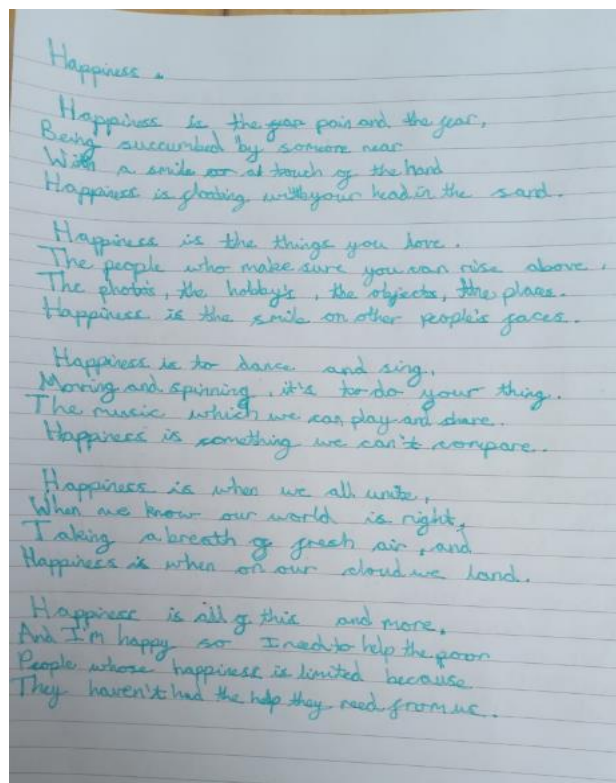 Happiness.
Happiness is the pain and the fear,
Being succumbed by someone near
With a smile or a touch of the hand
Happiness is floating with your head in the sand.
Happiness is the things you love.
The people who make sure you can rise above.
The photos, the hobby's, the objects, the places.
Happiness is the smile on other people's faces.
Happiness is to dance and sing,
Moving and spinning, it's to do your thing.
The music which we can play and share.
Happiness is something we can't compare.
Happiness is when we all unite,
When we know our world is right,
Taking a breath of fresh air, and
Happiness is when on our cloud we land.
Happiness is all of this and more,
And I'm happy so I need to help the poor
People whose happiness is limited because
They haven't had the help they need from us.